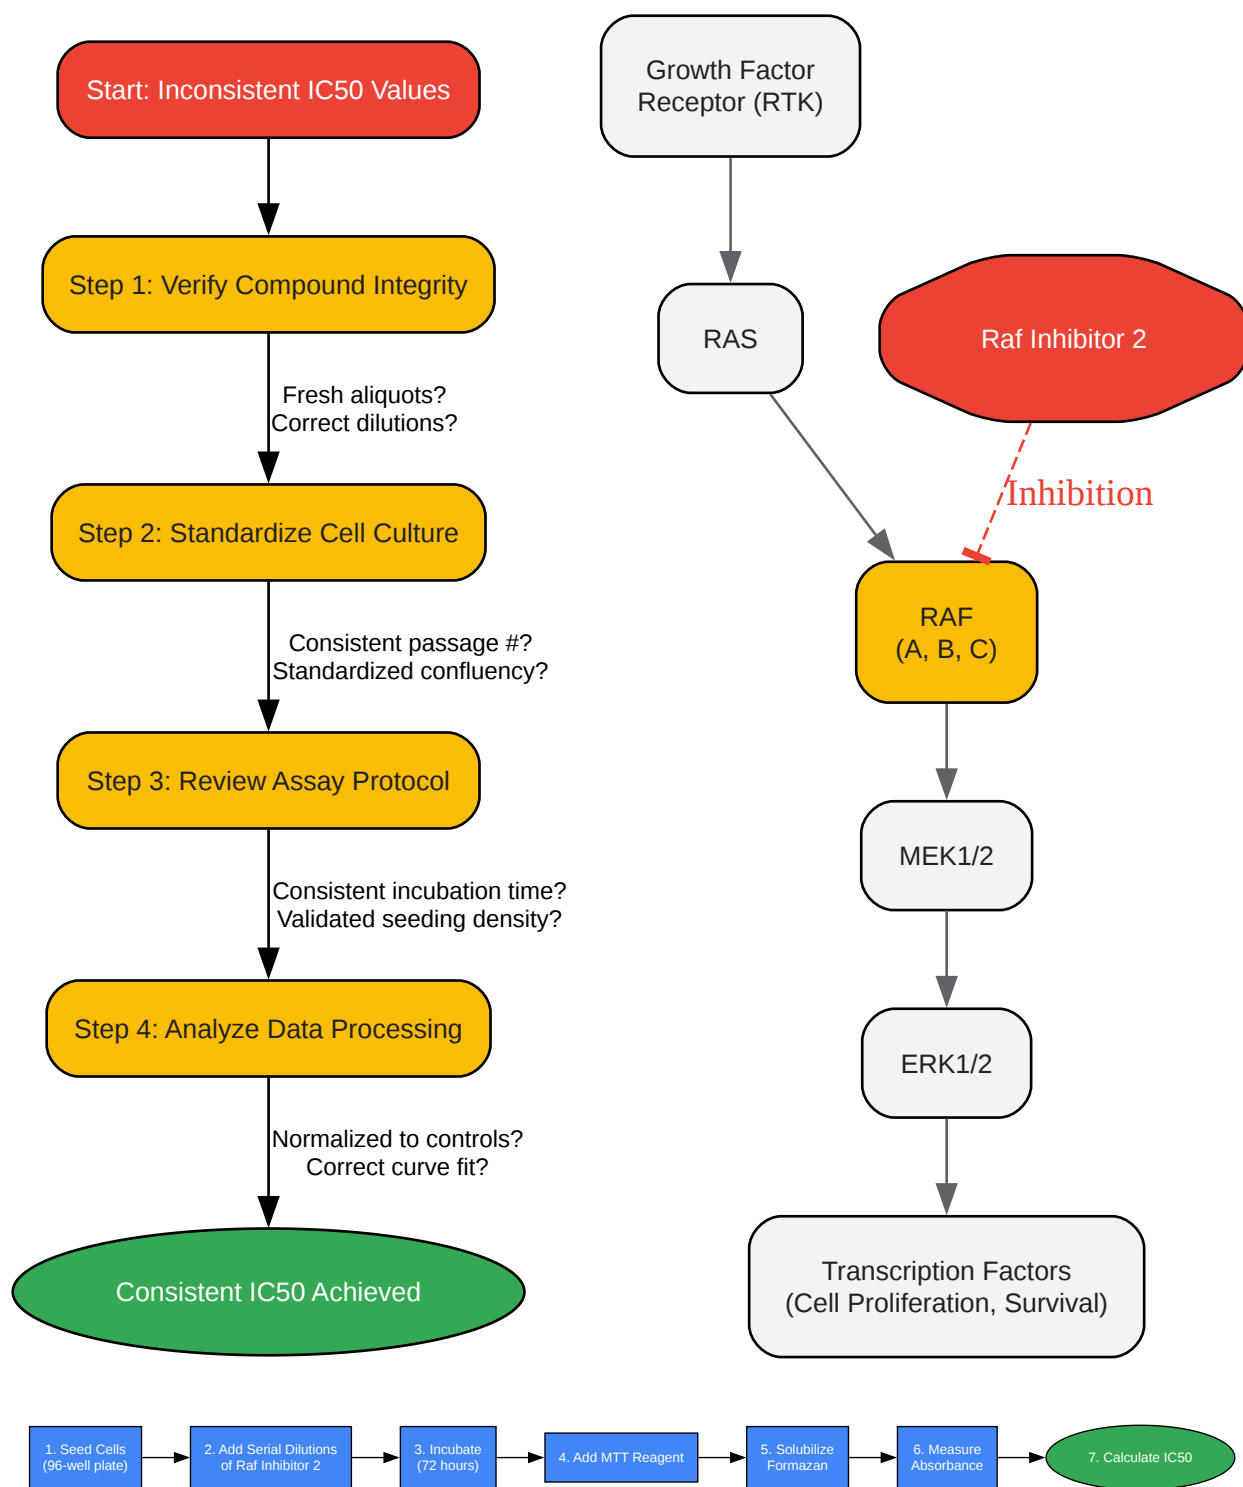 Start: Inconsistent IC50 Values
Step 1: Verify Compound Integrity
Fresh aliquots?
Correct dilutions?
Step 2: Standardize Cell Culture
Consistent passage #?
Standardized confluency?
Step 3: Review Assay Protocol
Consistent incubation time?
Validated seeding density?
Step 4: Analyze Data Processing
Normalized to controls?
Correct curve fit?
Consistent IC50 Achieved
Growth Factor
Receptor (RTK)
RAS
Raf Inhibitor 2
Inhibition
RAF
(A, B, C)
MEK1/2
ERK1/2
Transcription Factors
(Cell Proliferation, Survival)
1. Seed Cells
(96-well plate)
2. Add Serial Dilutions
of Raf Inhibitor 2
3. Incubate
(72 hours)
4. Add MTT Reagent
5. Solubilize
Formazan
6. Measure
Absorbance
7. Calculate IC50